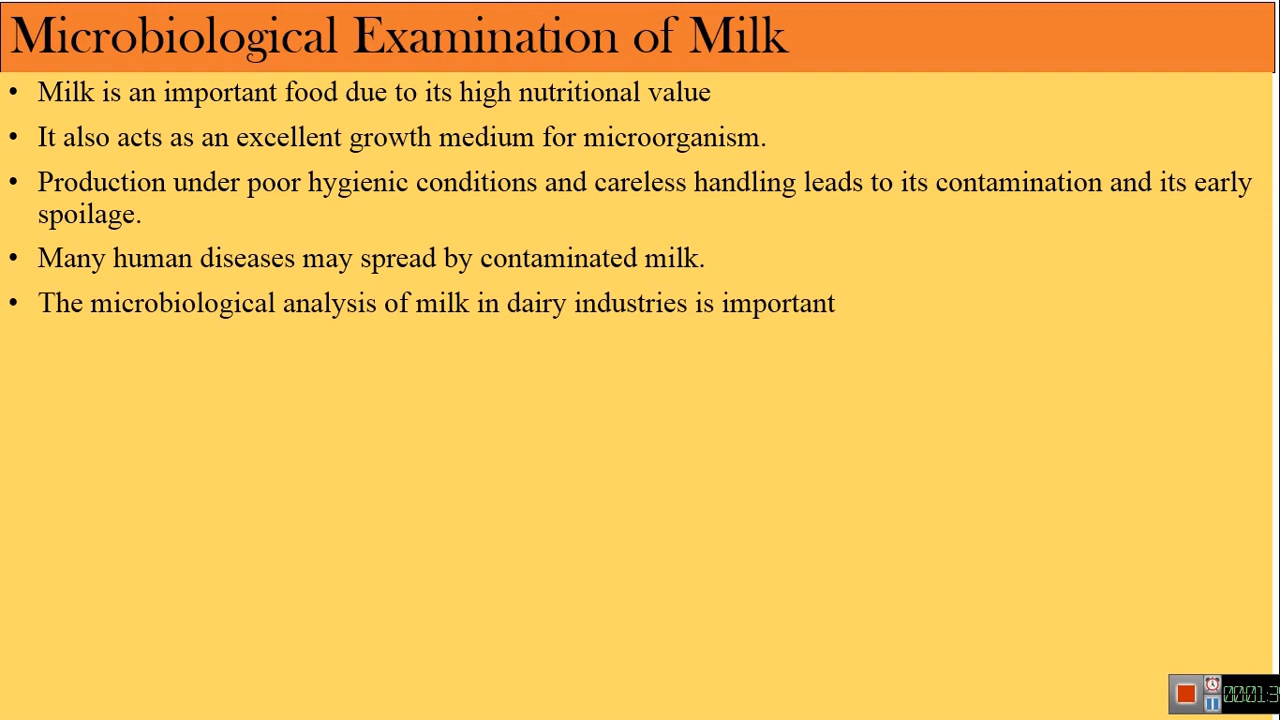 Microbiological Examination of Milk
• Milk is an important food due to its high nutritional value
• It also acts as an excellent growth medium for microorganism.
• Production under poor hygienic conditions and careless handling leads to its contamination and its early
spoilage.
• Many human diseases may spread by contaminated milk.
• The microbiological analysis of milk in dairy industries is important